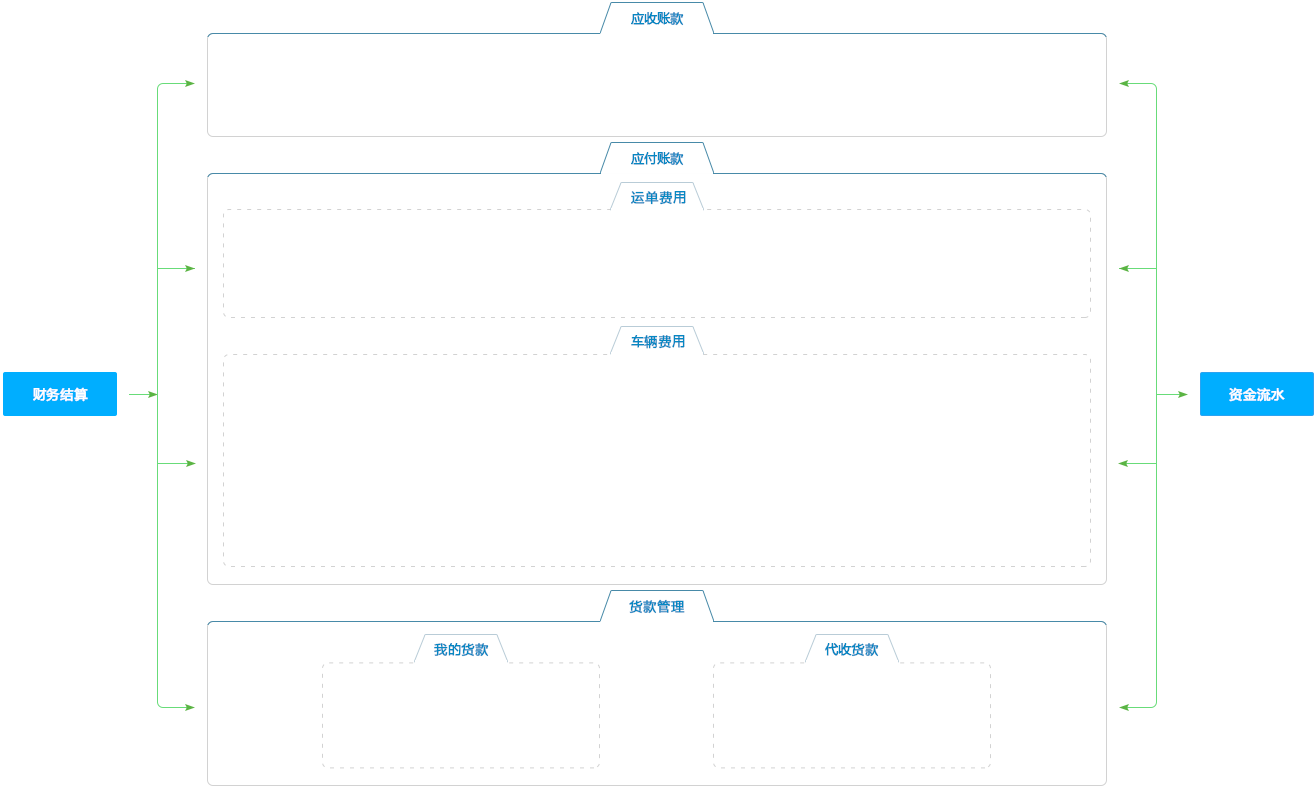 应收账款
应付账款
运单费用
车辆费用
财务结算
资金流水
货款管理
我的货款
代收货款